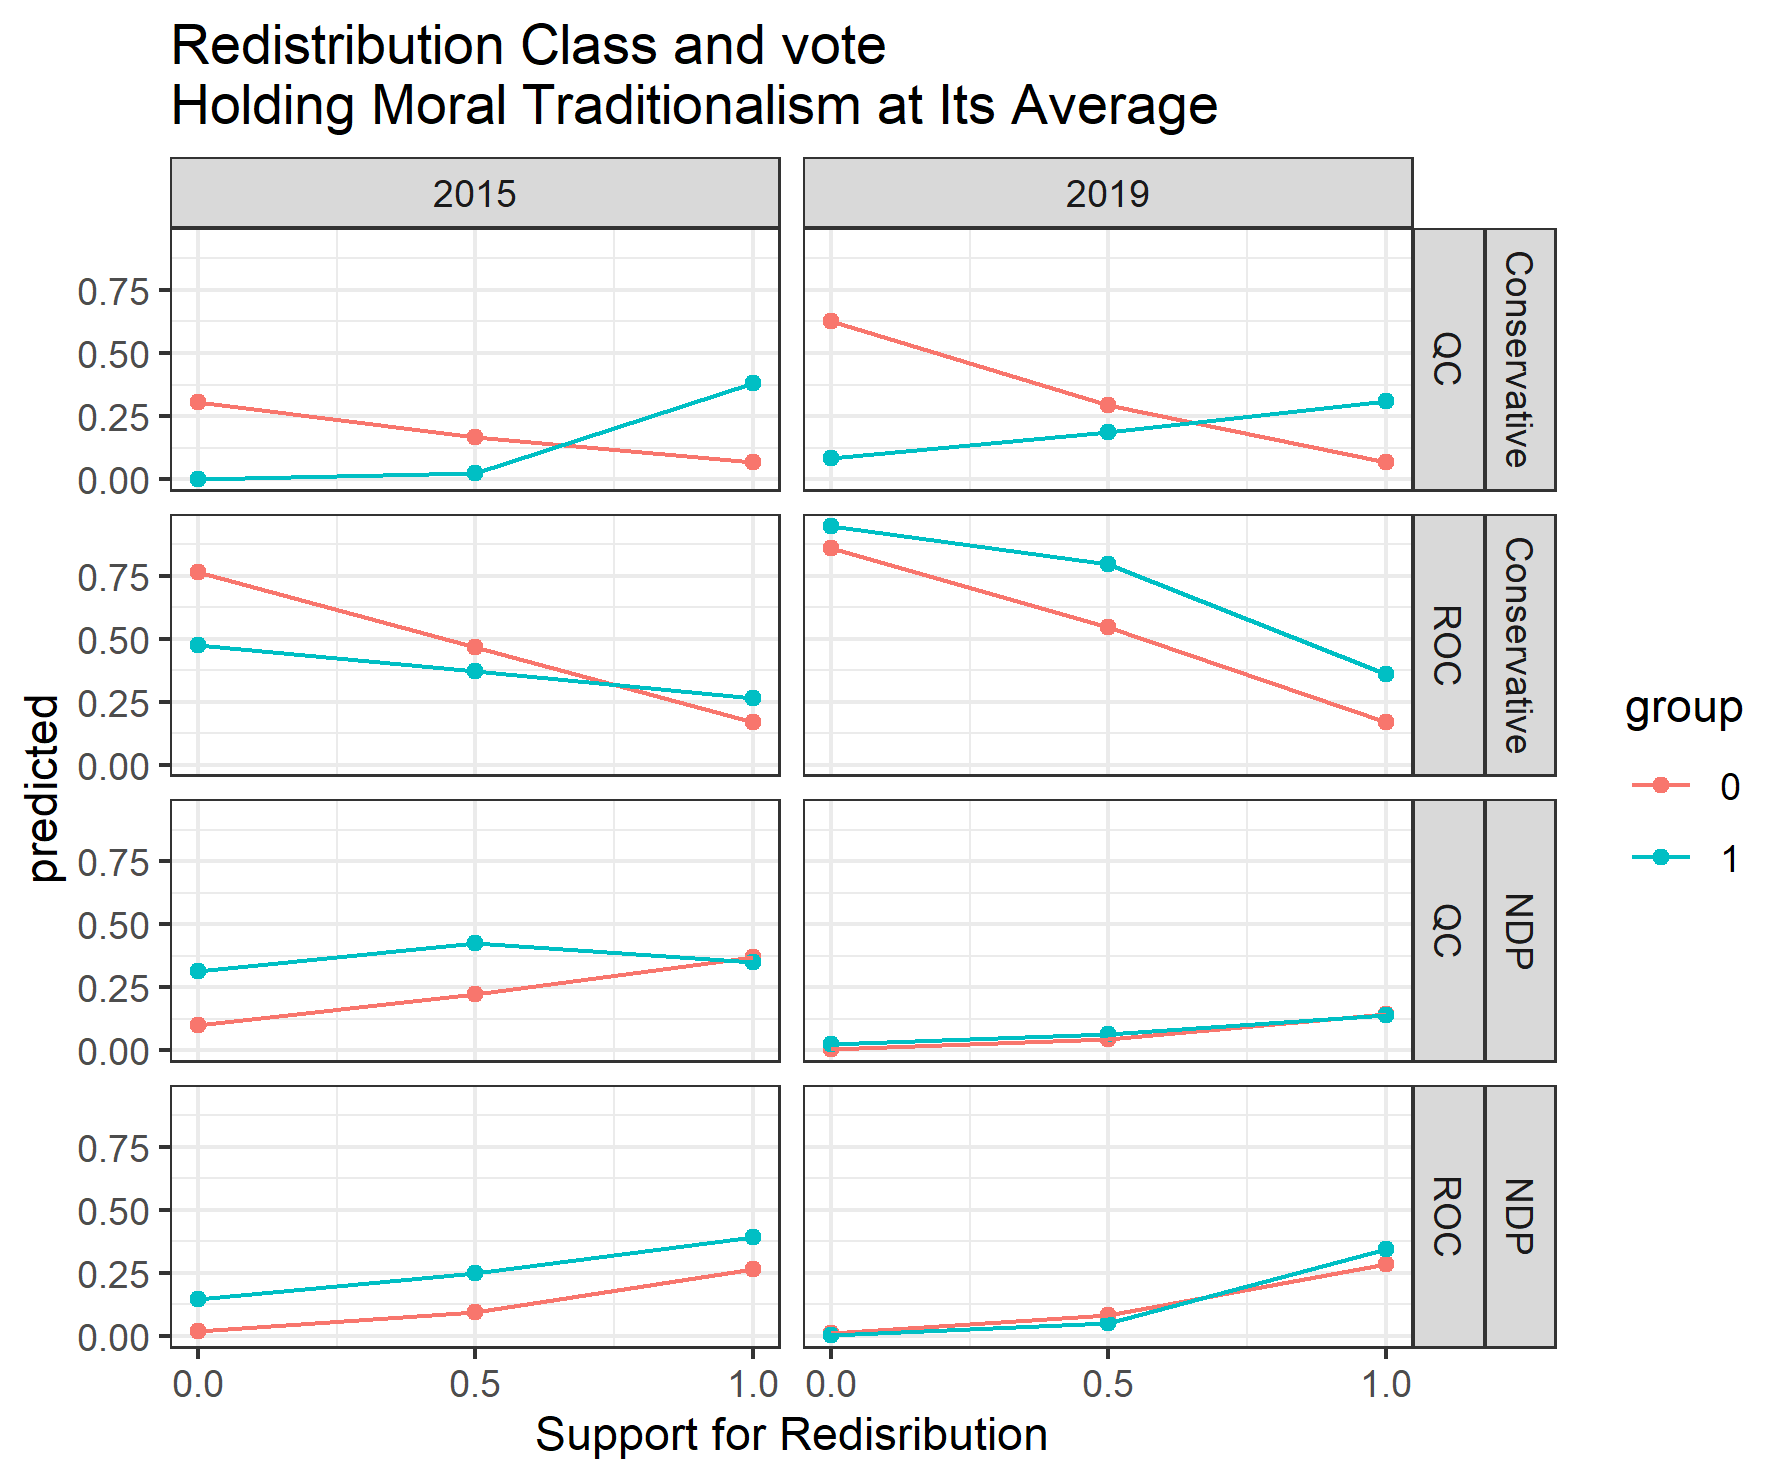 Redistribution Class and vote
Holding Moral Traditionalism at Its Average
2015
2019
0.75
0.50
0.25
0.00
QC
Conservative
0.75
0.50
0.25
0.00
ROC
Conservative
0.75
0.50
0.25
0.00
QC
NDP
0.75
0.50
0.25
0.00
ROC
NDP
predicted
0.0 0.5 1.0 0.0 0.5 1.0
Support for Redisribution
group
0
1